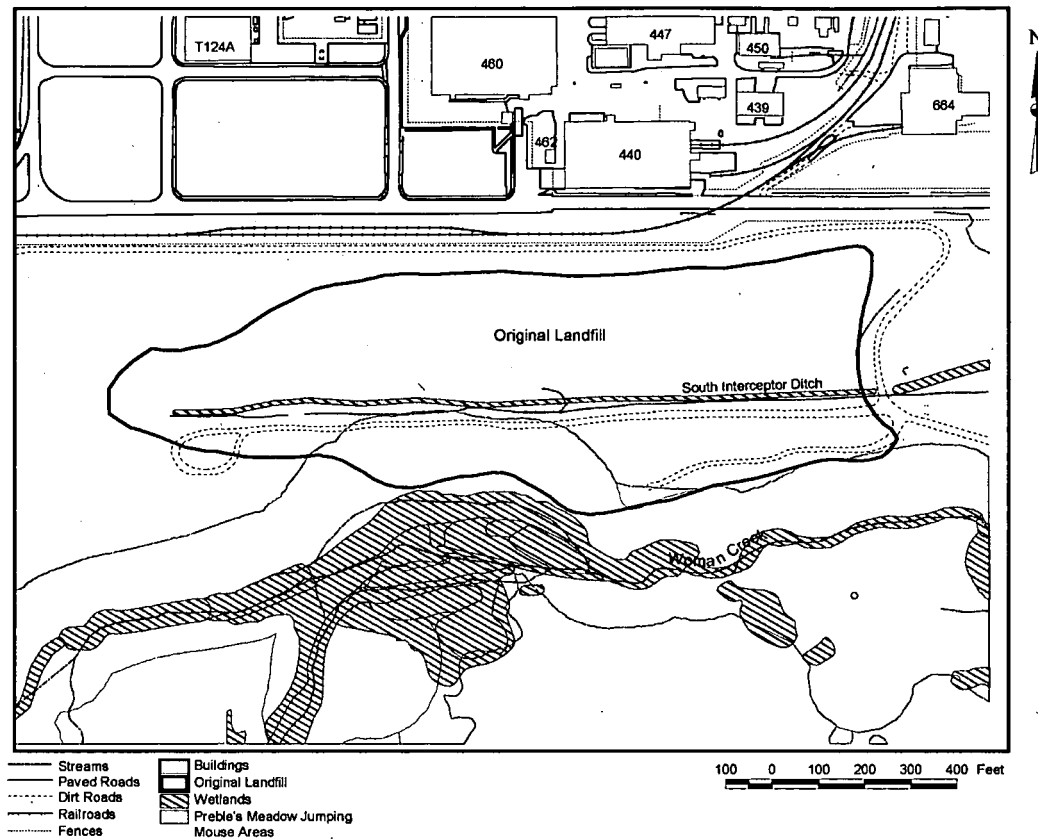 T124A
460
447
450
462
440
439
664
N
Original Landfill
South Interceptor Ditch
Woman Creek
Streams
Paved Roads
Dirt Roads
Railroads
Fences
Buildings
Original Landfill
Wetlands
Preble's Meadow Jumping
Mouse Areas
100 0 100 200 300 400 Feet